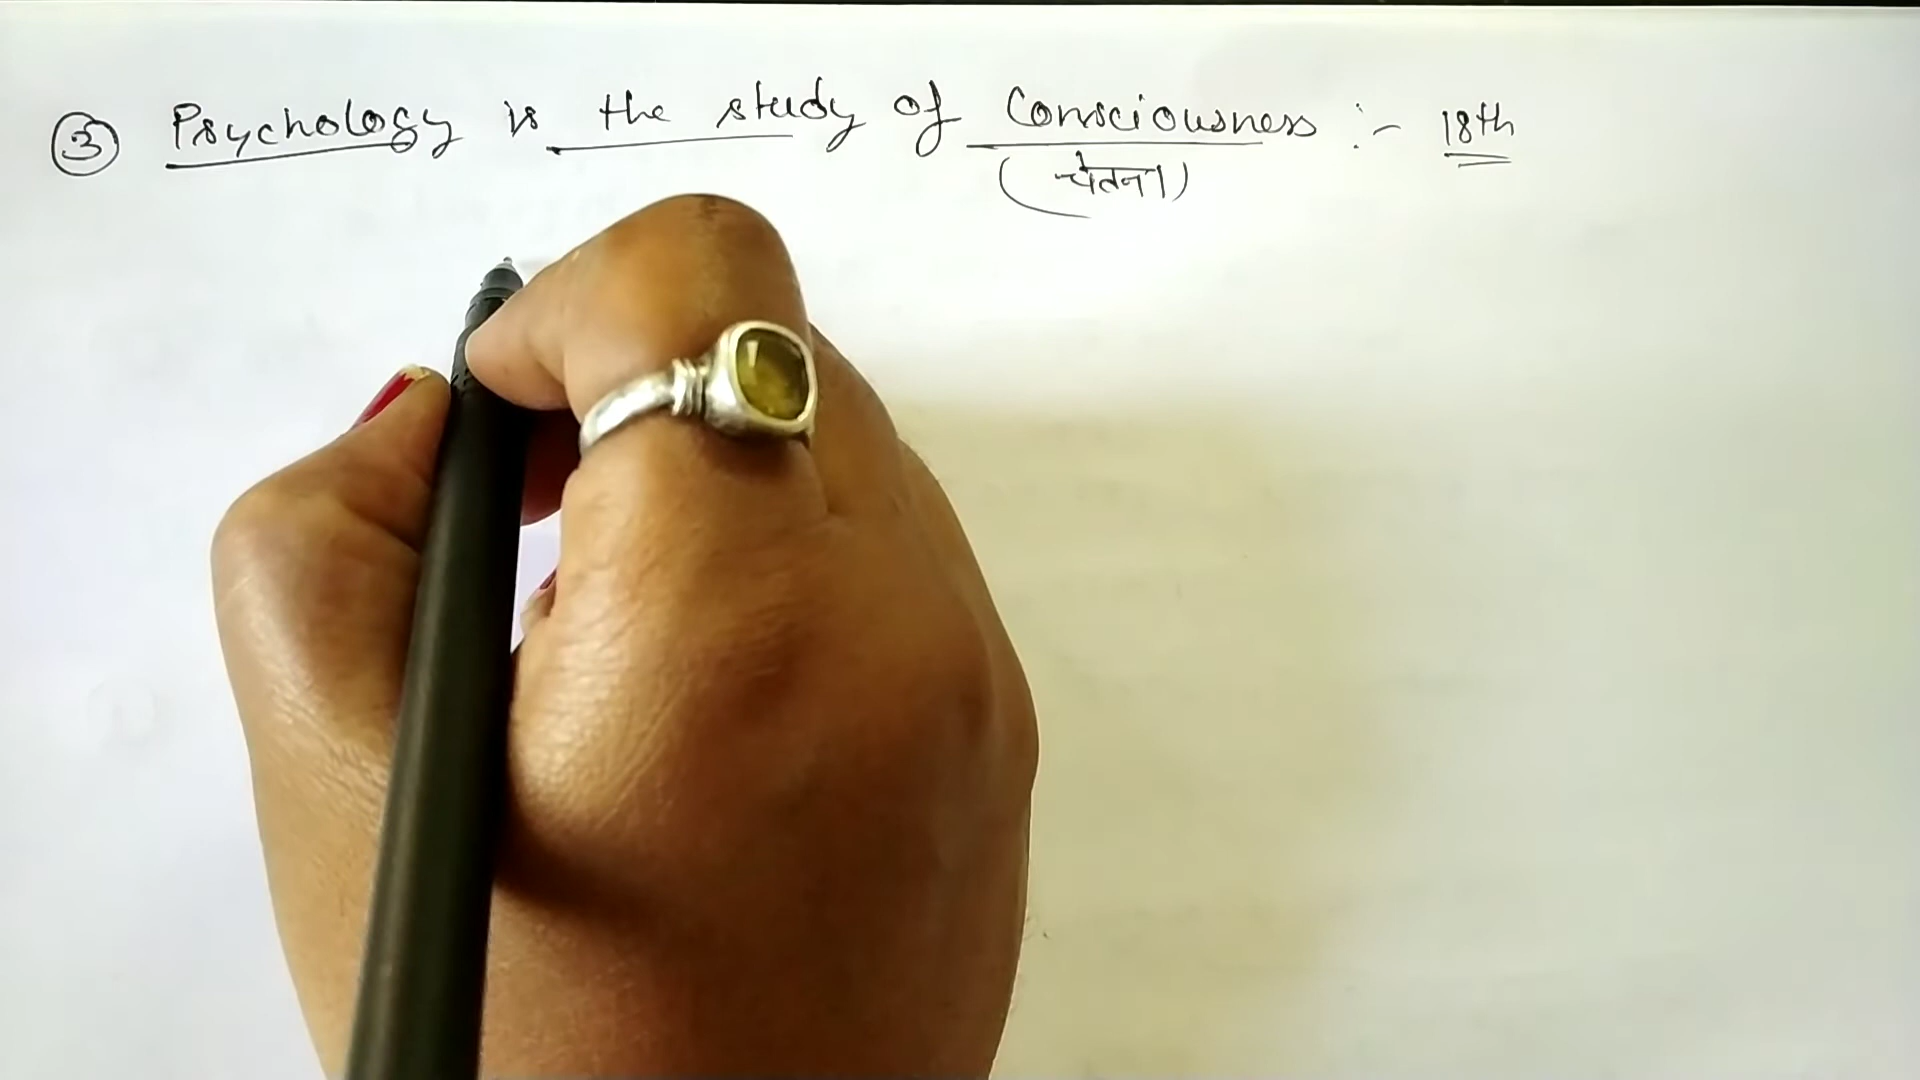 ③ Psychology is the study of Consciousness :- 18th
(चेतना)